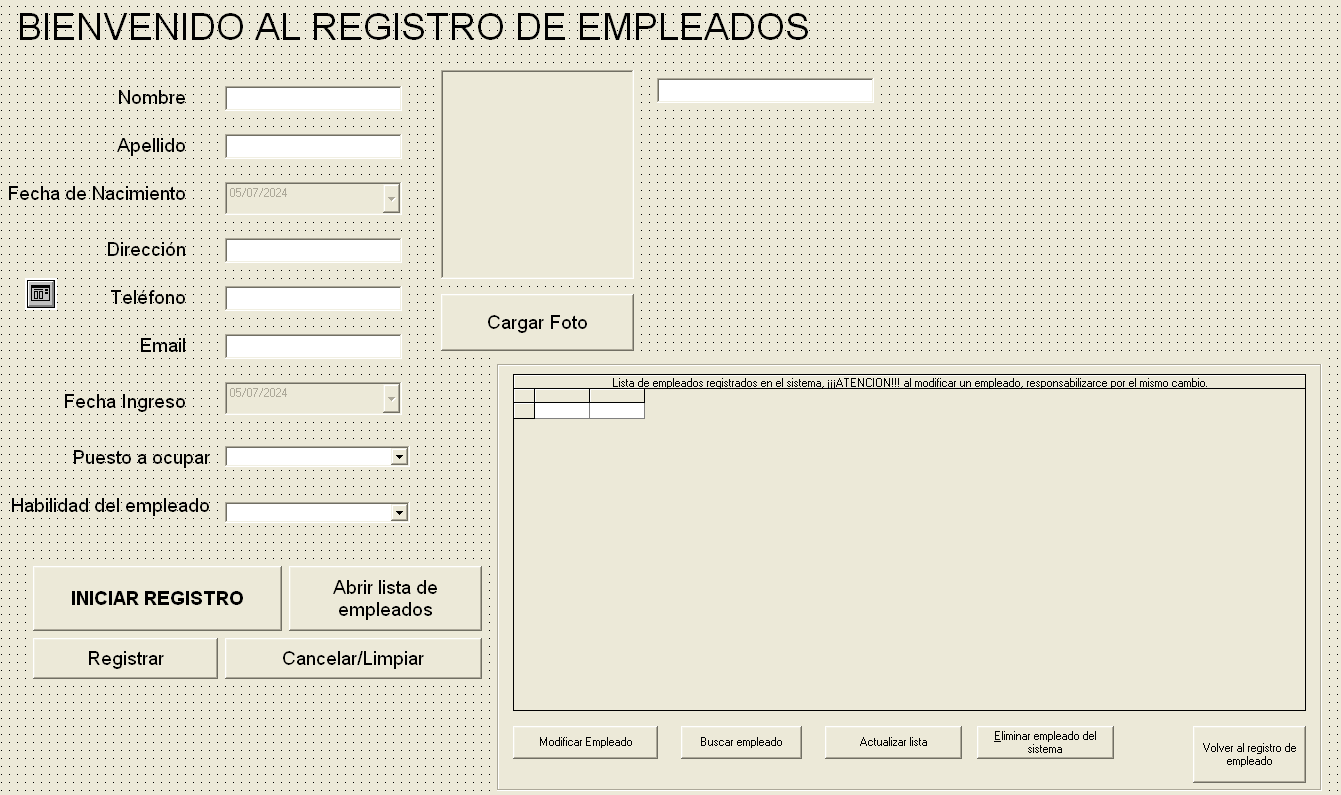 BIENVENIDO AL REGISTRO DE EMPLEADOS
Nombre
Apellido
Fecha de Nacimiento
05/07/2024
Dirección
Teléfono
Email
Fecha Ingreso
05/07/2024
Puesto a ocupar
Habilidad del empleado
Cargar Foto
INICIAR REGISTRO
Abrir lista de
empleados
Registrar
Cancelar/Limpiar
Lista de empleados registrados en el sistema, ¡¡¡ATENCION!!! al modificar un empleado, responsabilizarce por el mismo cambio.
Modificar Empleado
Buscar empleado
Actualizar lista
Eliminar empleado del
sistema
Volver al registro de
empleado